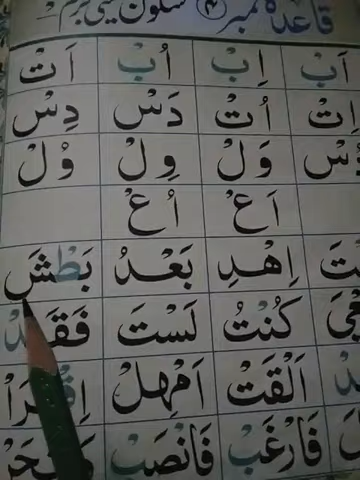 قاعدہ نمبر ۴ سکون یعنی جزم
اَبْ اِبْ اُبْ اَتْ
اِتْ اُتْ دَسْ دِسْ
دُسْ وَلْ وِلْ وُلْ
اَعْ اُعْ
اِهْدِ بَعْدُ بَطْشَ
كُنْتُ لَسْتَ
اَلْقَتْ اَمْهِلْ
فَارْغَبْ فَانْصَبْ